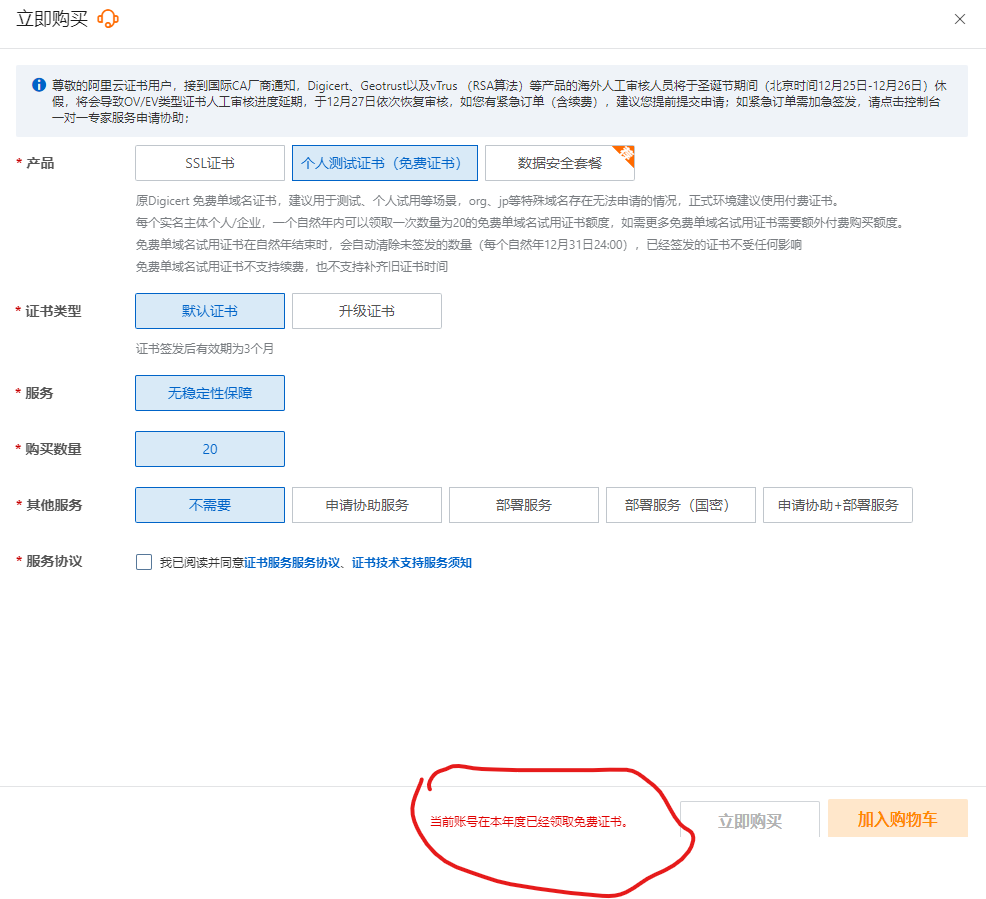 立即购买
尊敬的阿里云证书用户，接到国际CA厂商通知，Digicert、Geotrust以及vTrus （RSA算法）等产品的海外人工审核人员将于圣诞节期间（北京时间12月25日-12月26日）休
假，将会导致OV/EV类型证书人工审核进度延期，于12月27日依次恢复审核，如您有紧急订单（含续费），建议您提前提交申请；如紧急订单需加急签发，请点击控制台
一对一专家服务申请协助；
* 产品 SSL证书 个人测试证书（免费证书） 数据安全套餐
原Digicert 免费单域名证书，建议用于测试、个人试用等场景，org、jp等特殊域名存在无法申请的情况，正式环境建议使用付费证书。
每个实名主体个人/企业，一个自然年内可以领取一次数量为20的免费单域名试用证书额度，如需更多免费单域名试用证书需要额外付费购买额度。
免费单域名试用证书在自然年结束时，会自动清除未签发的数量（每个自然年12月31日24:00），已经签发的证书不受任何影响
免费单域名试用证书不支持续费，也不支持补齐旧证书时间
* 证书类型 默认证书 升级证书
证书签发后有效期为3个月
* 服务 无稳定性保障
* 购买数量 20
* 其他服务 不需要 申请协助服务 部署服务 部署服务（国密） 申请协助+部署服务
* 服务协议 我已阅读并同意证书服务服务协议、证书技术支持服务须知
当前账号在本年度已经领取免费证书。 立即购买 加入购物车